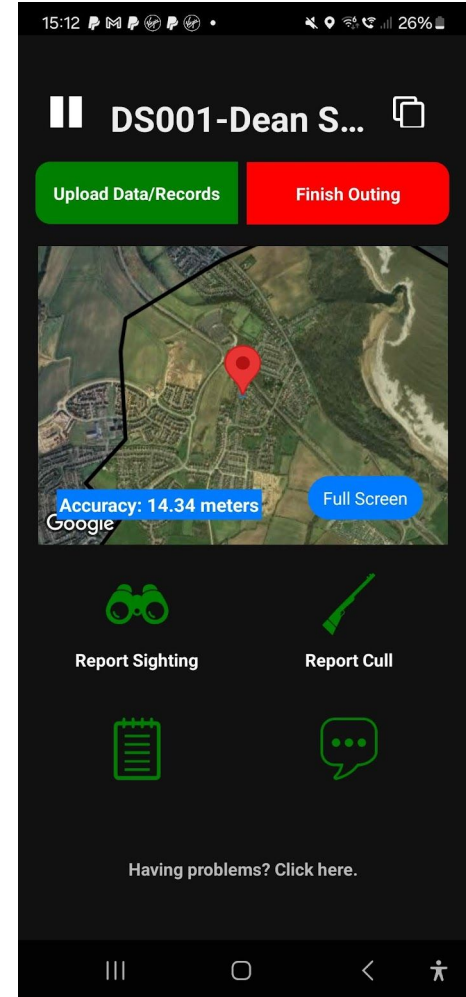 15:12 26%
DS001-Dean S...
Upload Data/Records Finish Outing
Accuracy: 14.34 meters
Full Screen
Google
Report Sighting Report Cull
Having problems? Click here.